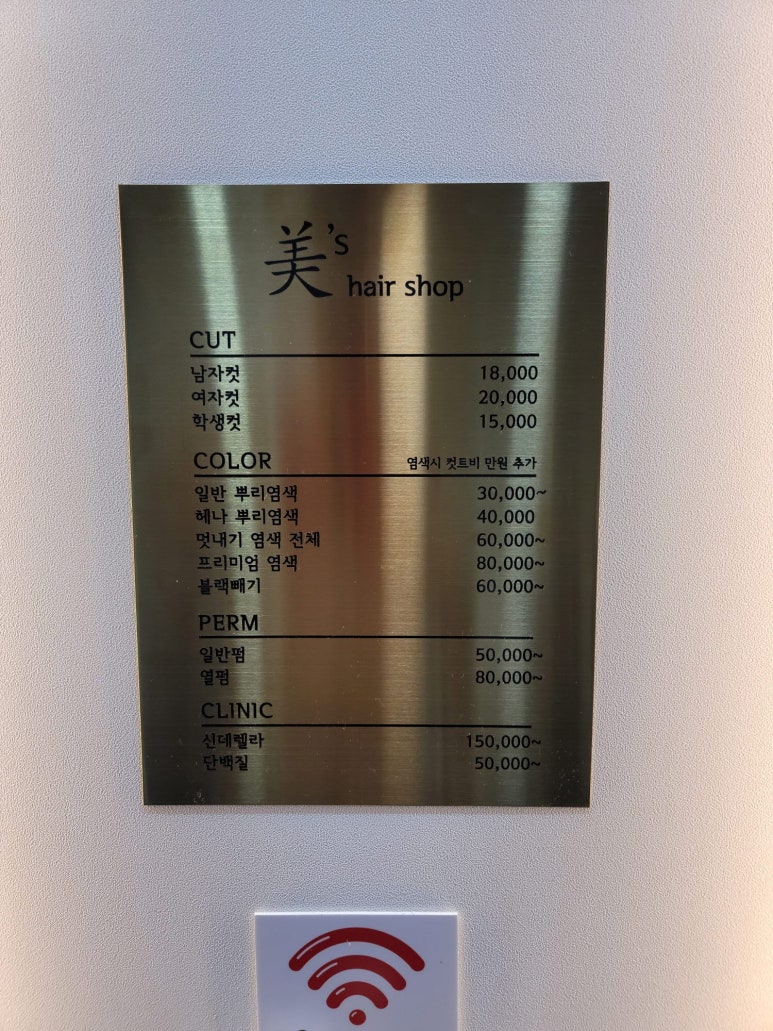 美's
hair shop
CUT
남자컷 18,000
여자컷 20,000
학생컷 15,000
COLOR 염색시 컷트비 만원 추가
일반 뿌리염색 30,000~
헤나 뿌리염색 40,000
멋내기 염색 전체 60,000~
프리미엄 염색 80,000~
블랙빼기 60,000~
PERM
일반펌 50,000~
열펌 80,000~
CLINIC
신데렐라 150,000~
단백질 50,000~